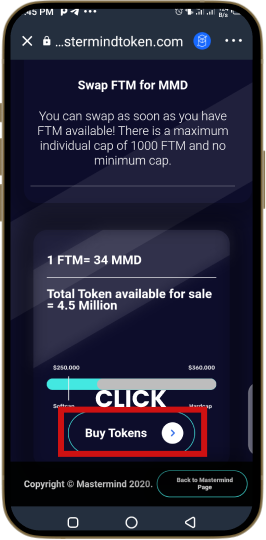 :45 PM
...stermindtoken.com
Swap FTM for MMD
You can swap as soon as you have
FTM available! There is a maximum
individual cap of 1000 FTM and no
minimum cap.
1 FTM= 34 MMD
Total Token available for sale
= 4.5 Million
$250.000 $360.000
Softcap Hardcap
CLICK
Buy Tokens
Copyright © Mastermind 2020.
Back to Mastermind
Page